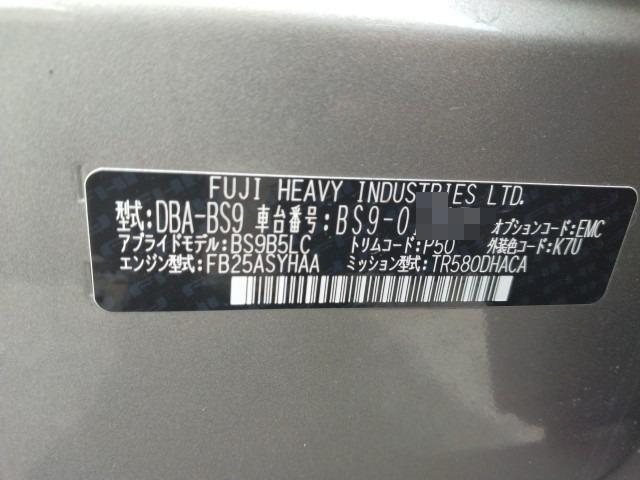 FUJI HEAVY INDUSTRIES LTD.
型式:DBA-BS9 車台番号:BS9-01 オプションコード:EMC
アプライドモデル:BS9B5LC トリムコード:P50 外装色コード:K7U
エンジン型式:FB25ASYHAA ミッション型式:TR580DHACA